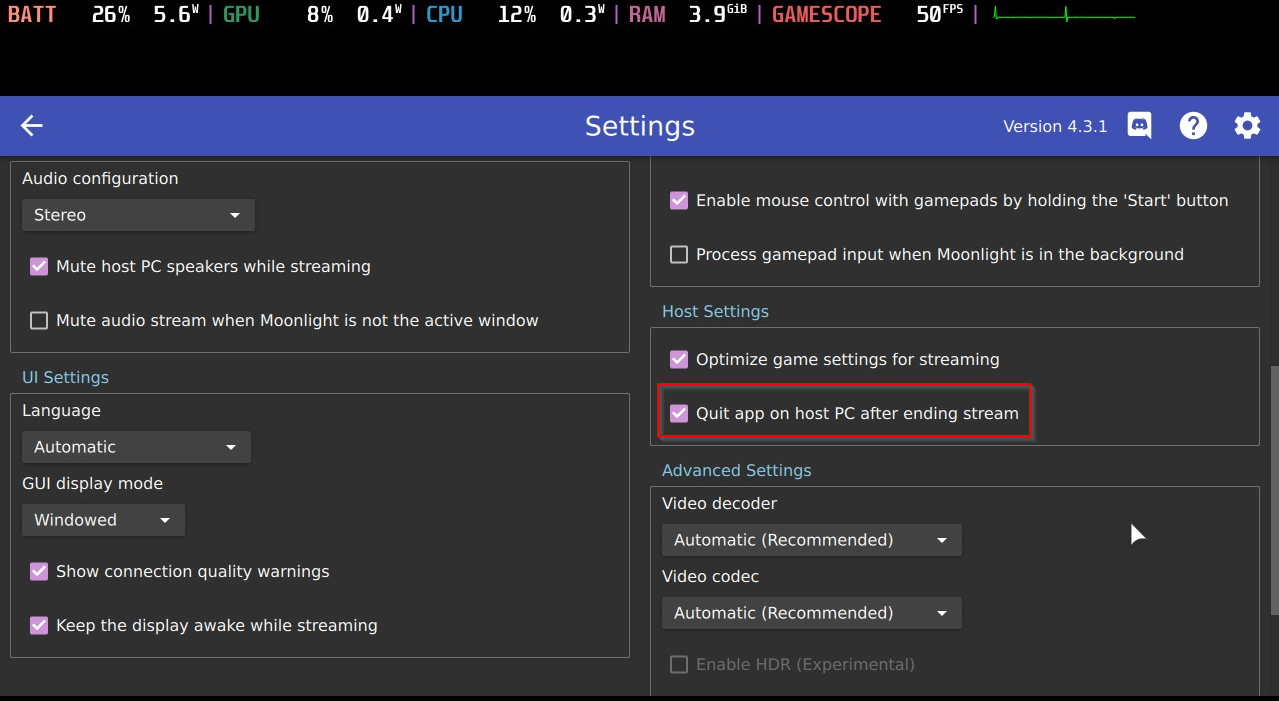 BATT 26% 5.6W | GPU 8% 0.4W | CPU 12% 0.3W | RAM 3.9GiB | GAMESCOPE 50FPS |
Settings
Version 4.3.1
Audio configuration
Stereo
Mute host PC speakers while streaming
Mute audio stream when Moonlight is not the active window
UI Settings
Language
Automatic
GUI display mode
Windowed
Show connection quality warnings
Keep the display awake while streaming
Enable mouse control with gamepads by holding the 'Start' button
Process gamepad input when Moonlight is in the background
Host Settings
Optimize game settings for streaming
Quit app on host PC after ending stream
Advanced Settings
Video decoder
Automatic (Recommended)
Video codec
Automatic (Recommended)
Enable HDR (Experimental)